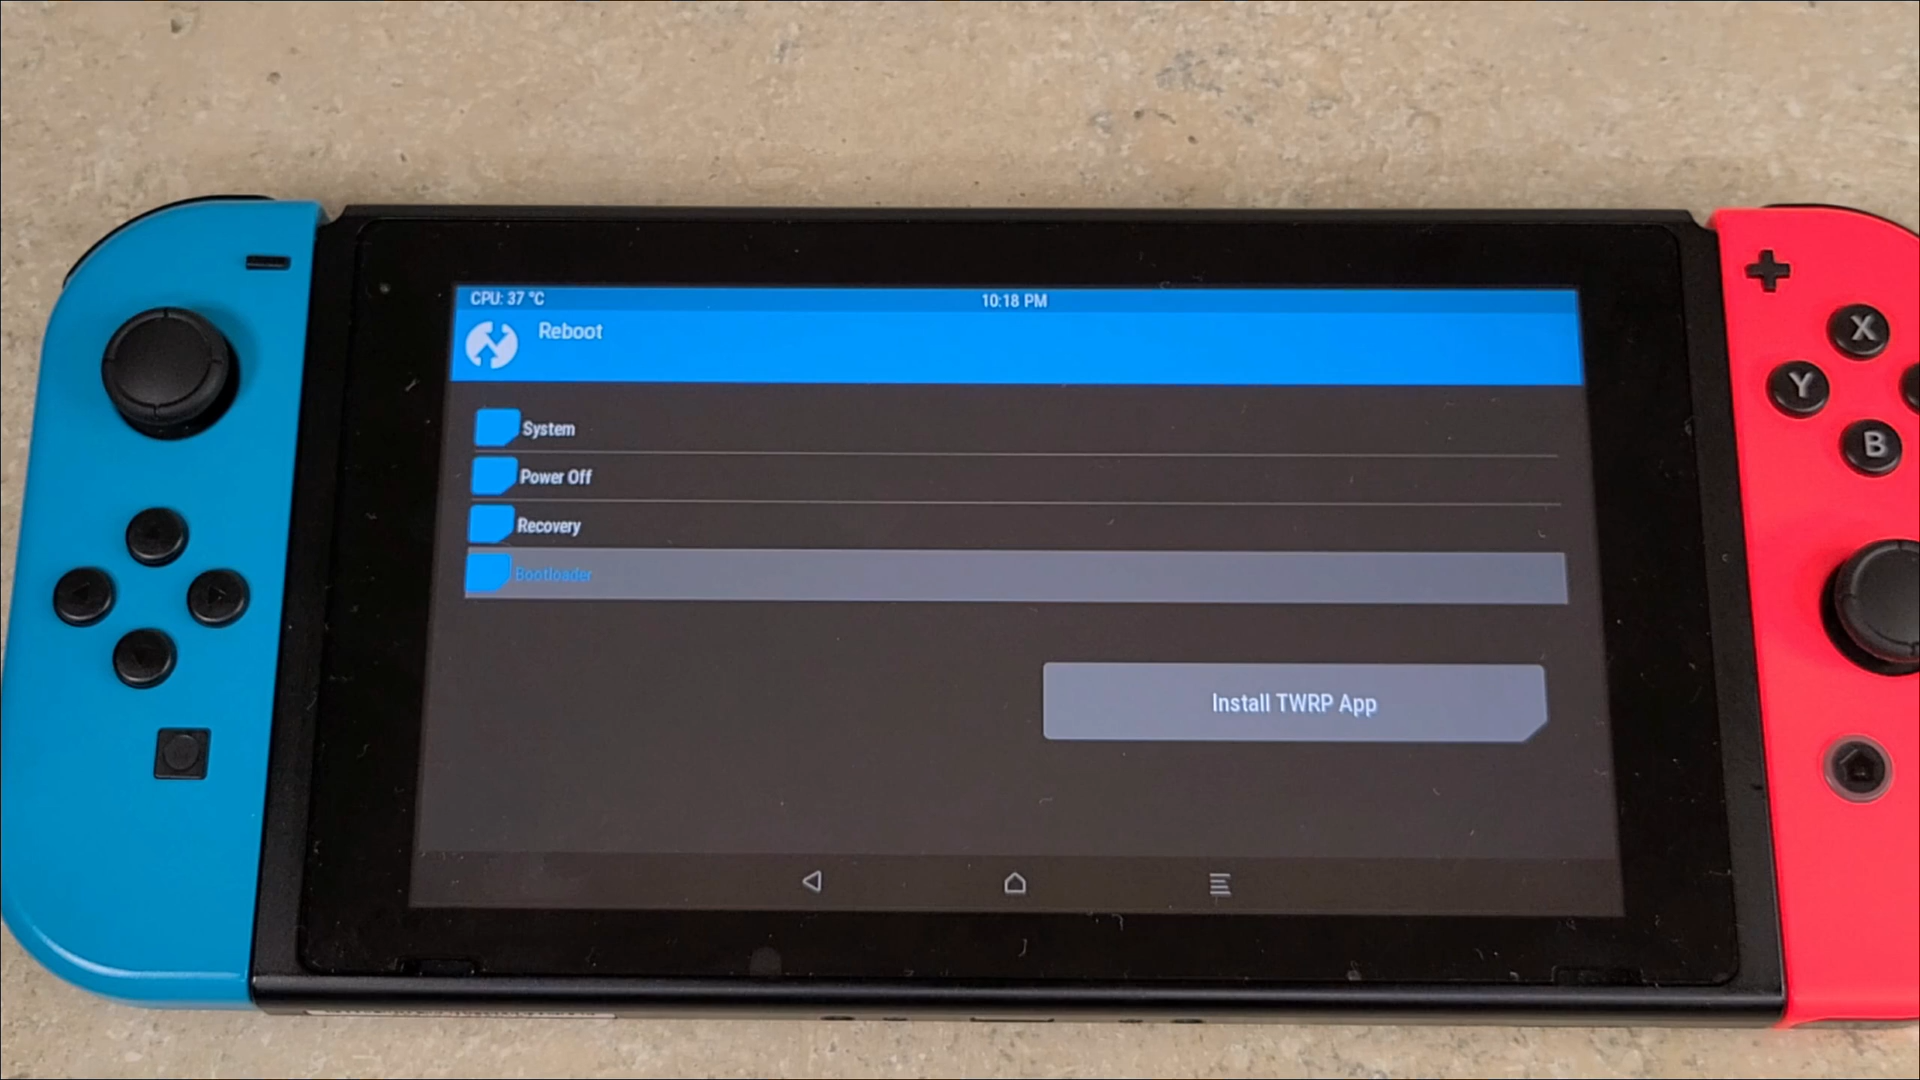 CPU: 37 °C
10:18 PM
Reboot
System
Power Off
Recovery
Bootloader
Install TWRP App
X
Y
B